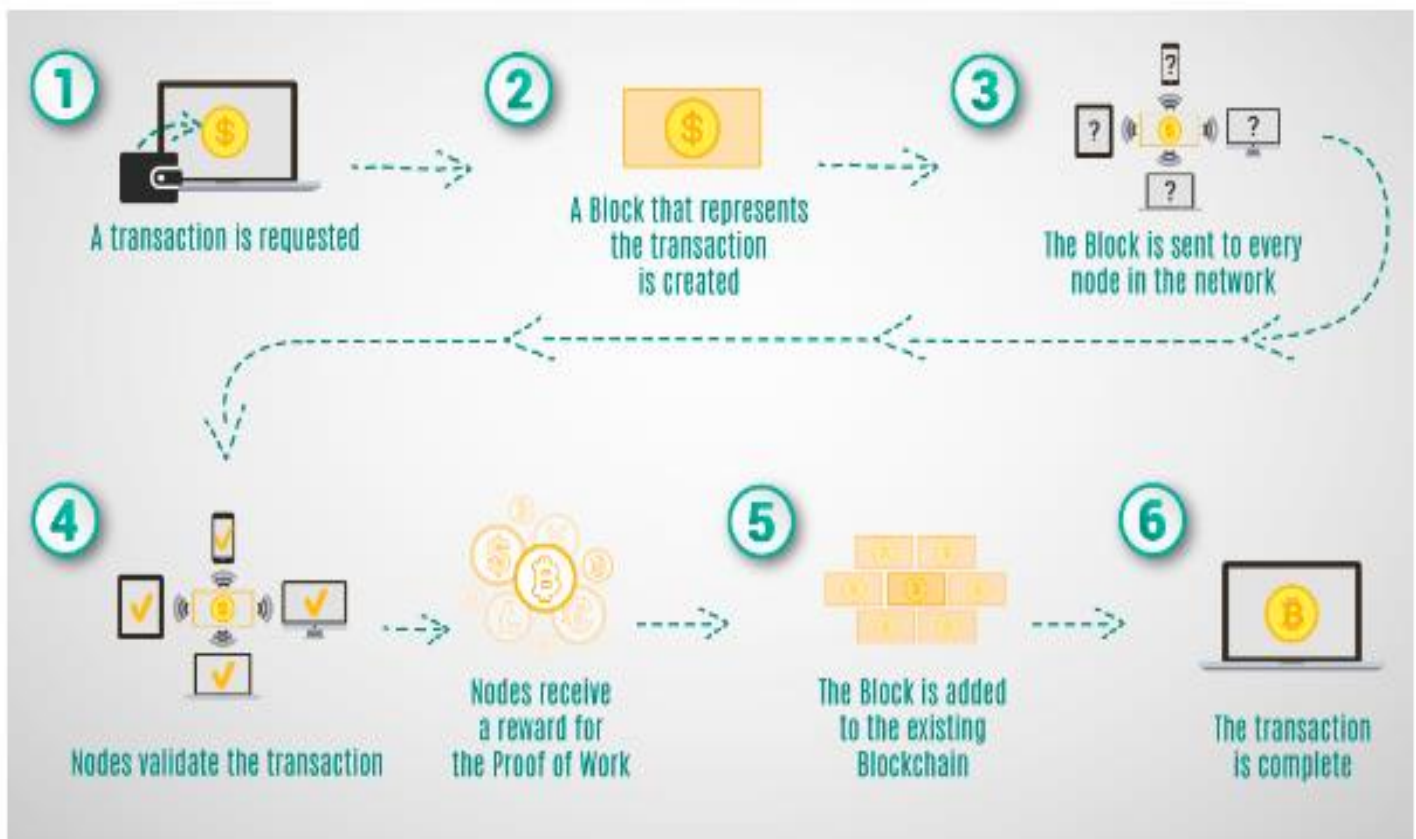 1
A transaction is requested
2
A Block that represents
the transaction
is created
3
?
?
?
?
The Block is sent to every
node in the network
4
Nodes validate the transaction
Nodes receive
a reward for
the Proof of Work
5
The Block is added
to the existing
Blockchain
6
The transaction
is complete